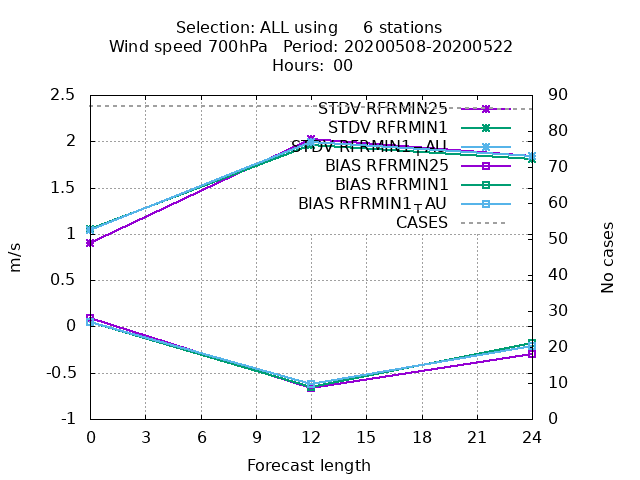 Selection: ALL using 6 stations
Wind speed 700hPa Period: 20200508-20200522
Hours: 00
2.5
2
1.5
1
0.5
0
-0.5
-1
m/s
90
80
70
60
50
40
30
20
10
0
No cases
STDV RFRMIN25
STDV RFRMIN1
STDV RFRMIN1TAU
BIAS RFRMIN25
BIAS RFRMIN1
BIAS RFRMIN1TAU
CASES
0 3 6 9 12 15 18 21 24
Forecast length